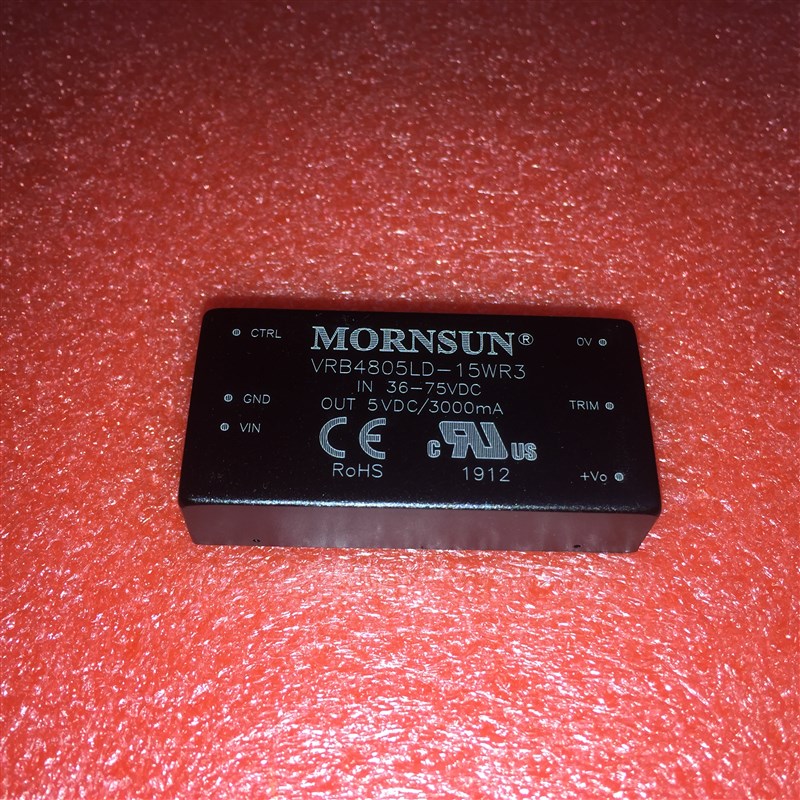 CTRL
MORNSUN®
0V
VRB4805LD-15WR3
IN 36-75VDC
GND
OUT 5VDC/3000mA
TRIM
VIN
CE
c RU US
RoHS
1912
+Vo